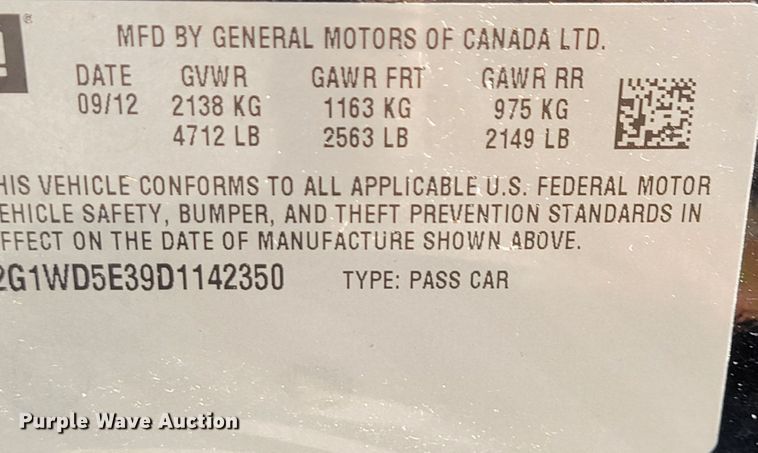 MFD BY GENERAL MOTORS OF CANADA LTD.
DATE GVWR GAWR FRT GAWR RR
09/12 2138 KG 1163 KG 975 KG
4712 LB 2563 LB 2149 LB
HIS VEHICLE CONFORMS TO ALL APPLICABLE U.S. FEDERAL MOTOR
EHICLE SAFETY, BUMPER, AND THEFT PREVENTION STANDARDS IN
FFECT ON THE DATE OF MANUFACTURE SHOWN ABOVE.
2G1WD5E39D1142350 TYPE: PASS CAR
Purple Wave Auction